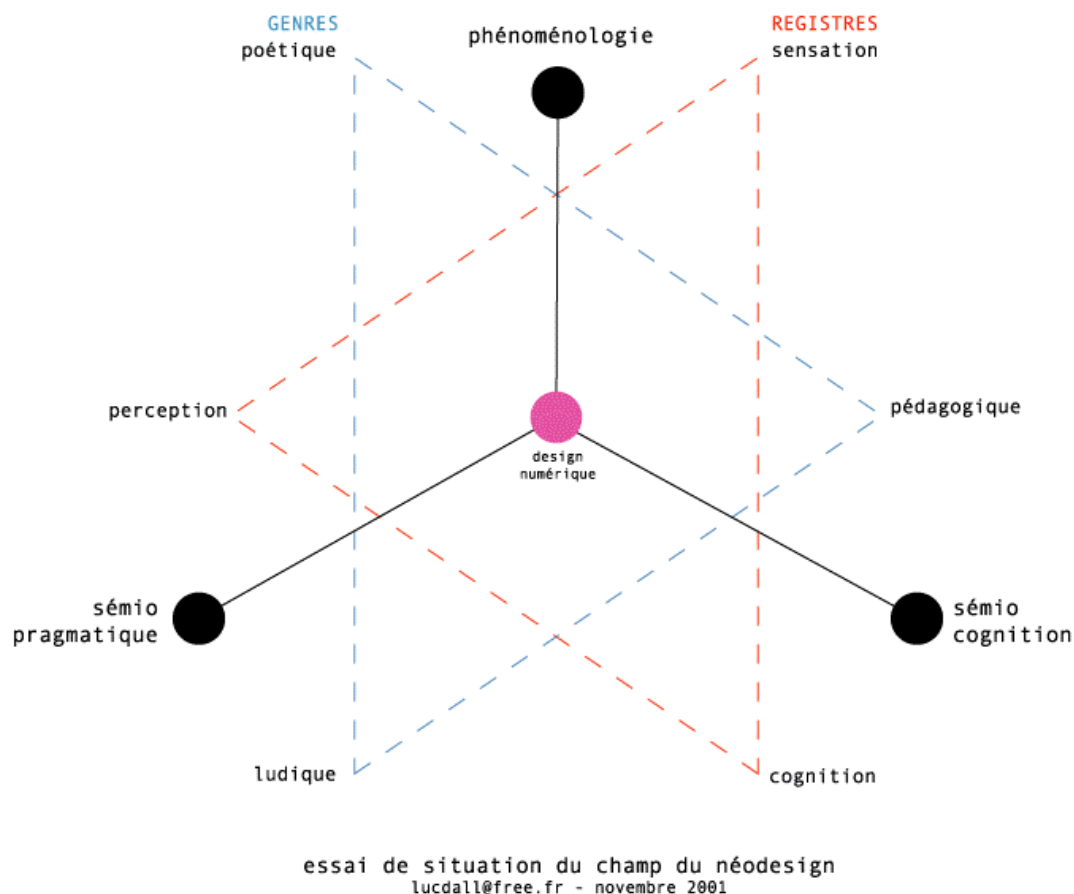 GENRES
poétique
phénoménologie
REGISTRES
sensation
perception
pédagogique
design
numérique
sémio
pragmatique
sémio
cognition
ludique
cognition
essai de situation du champ du néodesign
lucdall@free.fr - novembre 2001